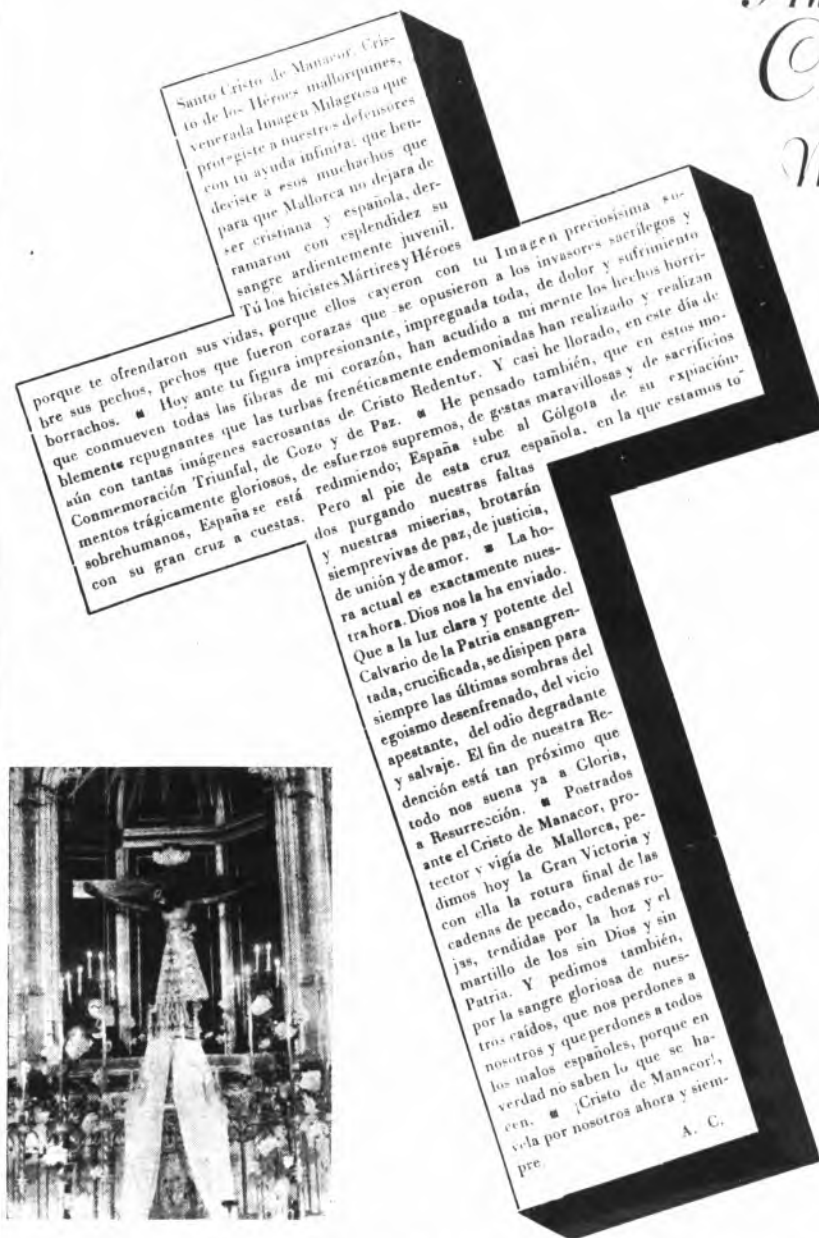 Santo Cristo de Manacor, Cris-
to de los Héroes mallorquines,
venerada Imagen Milagrosa que
protegiste a nuestros defensores
con tu ayuda infinita; que ben-
deciste a esos muchachos que
para que Mallorca no dejara de
ser cristiana y española, der-
ramaron con esplendidez su
sangre ardientemente juvenil.
Tú los hicistes Mártires y Héroes
porque te ofrendaron sus vidas, porque ellos cayeron con tu Imagen preciosísima so-
bre sus pechos, pechos que fueron corazas que se opusieron a los invasores sacrílegos y
borrachos. ■ Hoy ante tu figura impresionante, impregnada toda, de dolor y sufrimiento
que conmueven todas las fibras de mi corazón, han acudido a mi mente los hechos horri-
blemente repugnantes que las turbas frenéticamente endemoniadas han realizado y realizan
aún con tantas imágenes sacrosantas de Cristo Redentor. Y casi he llorado, en este día de
Conmemoración Triunfal, de Gozo y de Paz. ■ He pensado también, que en estos mo-
mentos trágicamente gloriosos, de esfuerzos supremos, de gestas maravillosas y de sacrificios
sobrehumanos, España se está redimiendo; España sube al Gólgota de su expiación,
con su gran cruz a cuestas. Pero al pie de esta cruz española, en la que estamos to-
dos purgando nuestras faltas
y nuestras miserias, brotarán
siemprevivas de paz, de justicia,
de unión y de amor. ■ La ho-
ra actual es exactamente nues-
tra hora. Dios nos la ha enviado.
Que a la luz clara y potente del
Calvario de la Patria ensangren-
tada, crucificada, se disipen para
siempre las últimas sombras del
egoismo desenfrenado, del vicio
apestante, del odio degradante
y salvaje. El fin de nuestra Re-
dención está tan próximo que
todo nos suena ya a Gloria,
a Resurrección. ■ Postrados
ante el Cristo de Manacor, pro-
tector y vigía de Mallorca, pe-
dimos hoy la Gran Victoria y
con ella la rotura final de las
cadenas de pecado, cadenas ro-
jas, tendidas por la hoz y el
martillo de los sin Dios y sin
Patria. Y pedimos también,
por la sangre gloriosa de nues-
tros caídos, que nos perdones a
nosotros y que perdones a todos
los malos españoles, porque en
verdad no saben lo que se ha-
cen. ■ ¡Cristo de Manacor!,
vela por nosotros ahora y siem-
pre.
A. C.